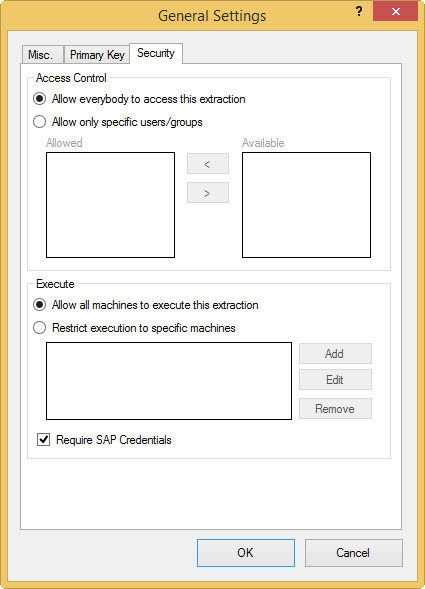 General Settings
?
Misc.
Primary Key
Security
Access Control
Allow everybody to access this extraction
Allow only specific users/groups
Allowed
Available
<
>
Execute
Allow all machines to execute this extraction
Restrict execution to specific machines
Add
Edit
Remove
Require SAP Credentials
OK
Cancel